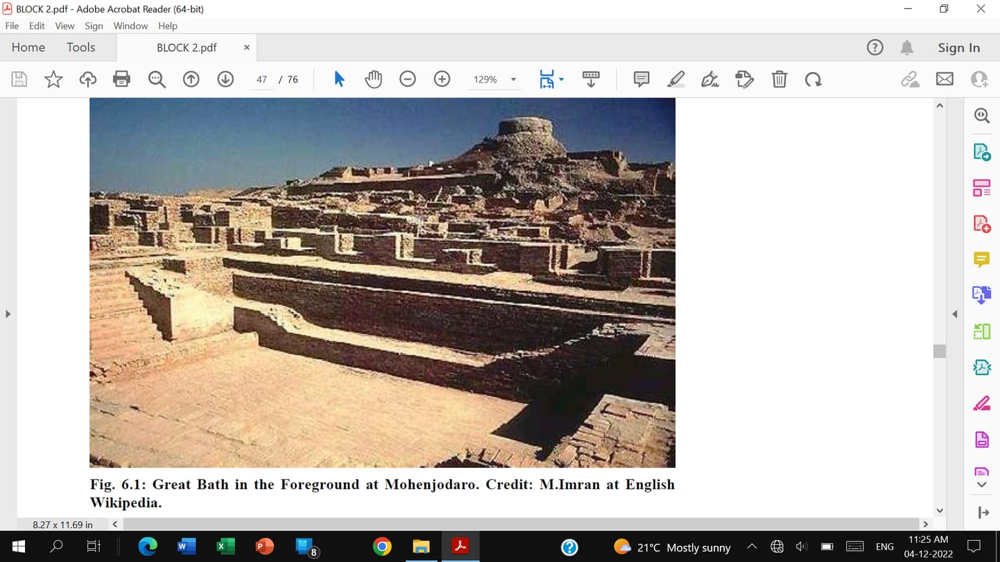 BLOCK 2.pdf - Adobe Acrobat Reader (64-bit)
File Edit View Sign Window Help
Home Tools BLOCK 2.pdf × Sign In
47 / 76 129%
Fig. 6.1: Great Bath in the Foreground at Mohenjodaro. Credit: M.Imran at English
Wikipedia.
8.27 x 11.69 in
8 21°C Mostly sunny ENG 11:25 AM
04-12-2022